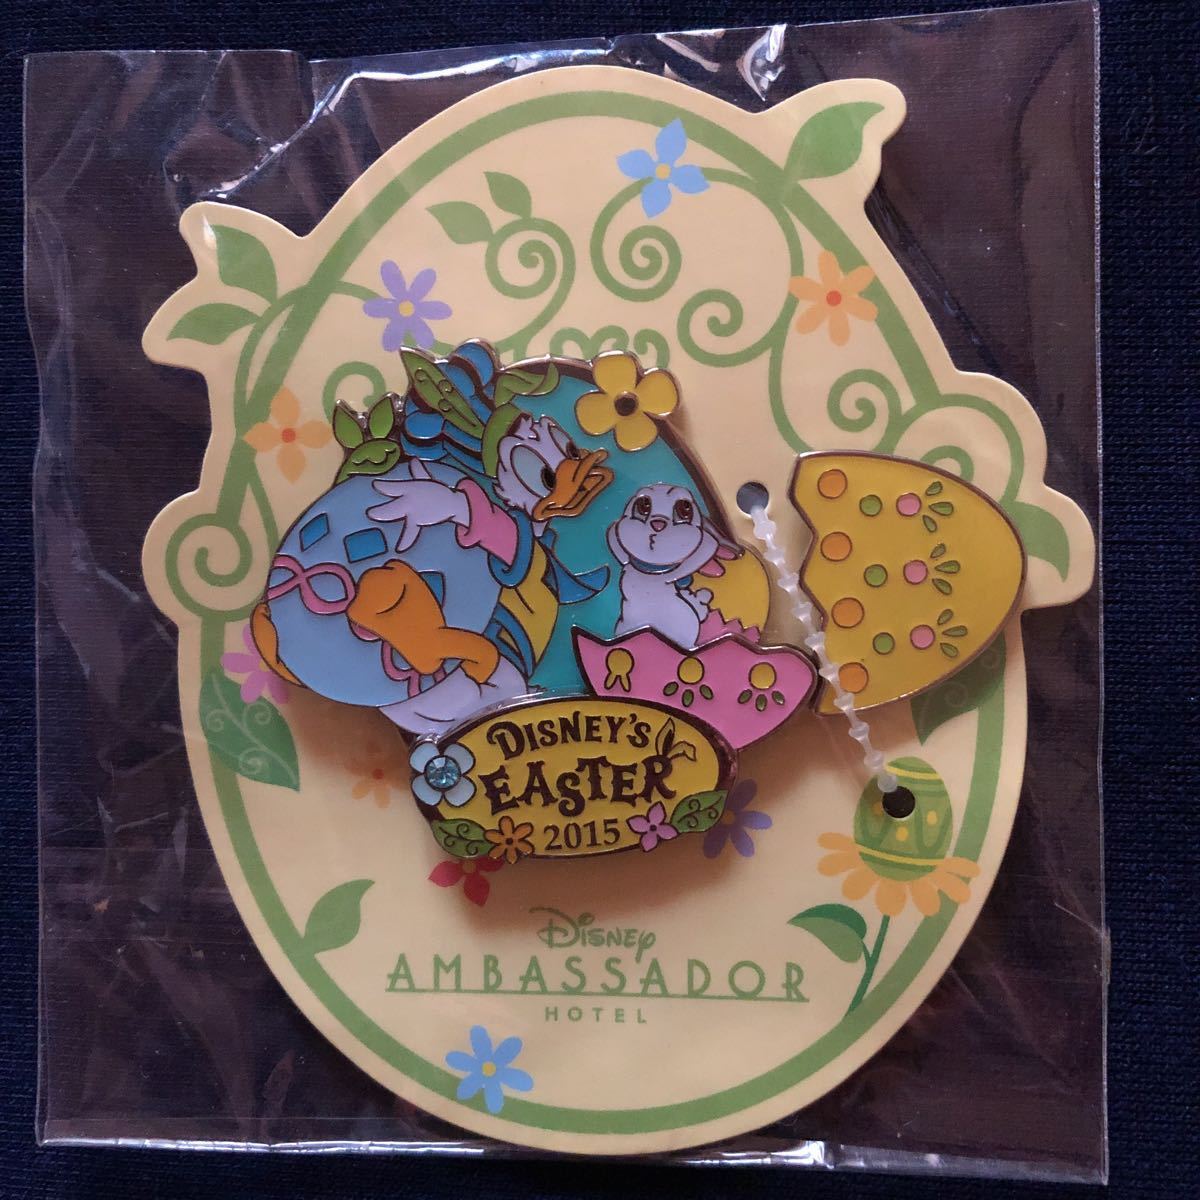 DISNEY'S
EASTER
2015
Disney
AMBASSADOR
HOTEL